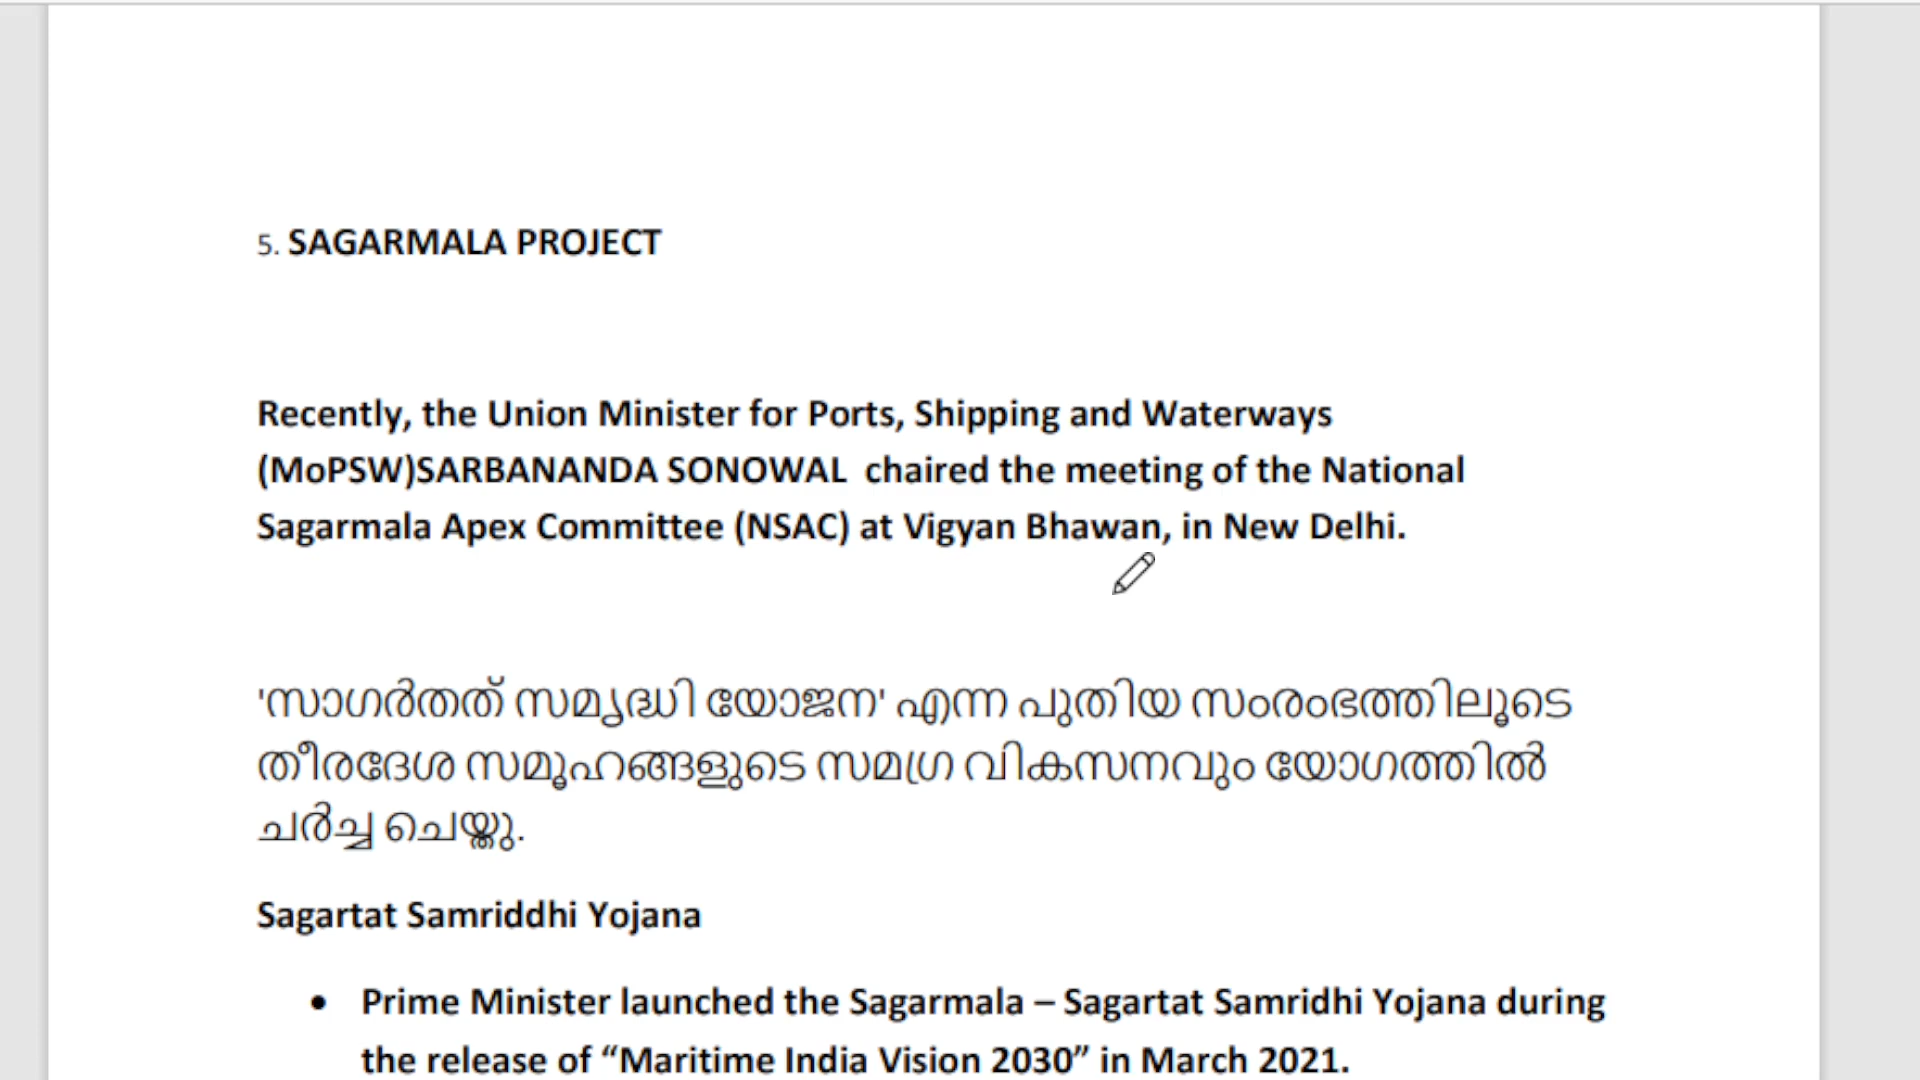 5. SAGARMALA PROJECT
Recently, the Union Minister for Ports, Shipping and Waterways
(MoPSW)SARBANANDA SONOWAL  chaired the meeting of the National
Sagarmala Apex Committee (NSAC) at Vigyan Bhawan, in New Delhi.
'സാഗർതത് സമൃദ്ധി യോജന' എന്ന പുതിയ സംരംഭത്തിലൂടെ
തീരദേശ സമൂഹങ്ങളുടെ സമഗ്ര വികസനവും യോഗത്തിൽ
ചർച്ച ചെയ്തു.
Sagartat Samriddhi Yojana
• Prime Minister launched the Sagarmala – Sagartat Samridhi Yojana during
the release of “Maritime India Vision 2030” in March 2021.